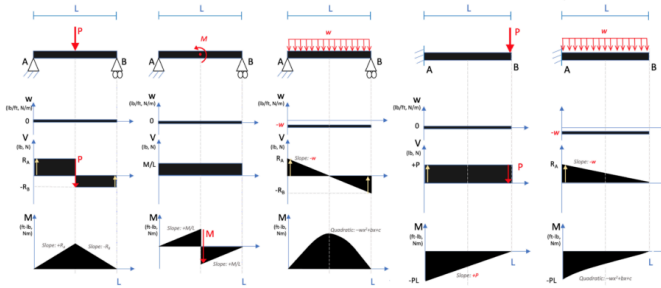 L
L
L
L
L
P
M
w
P
w
A
B
A
B
A
B
A
B
A
B
w
(lb/ft, N/m)
0
w
(lb/ft, N/m)
0
w
(lb/ft, N/m)
-w
w
(lb/ft, N/m)
0
w
(lb/ft, N/m)
-w
V
(lb, N)
RA
P
-RB
V
(lb, N)
M/L
V
(lb, N)
RA
Slope: -w
-RB
V
(lb, N)
+P
P
V
(lb, N)
RA
Slope: -w
M
(ft-lb, Nm)
Slope: +RA
Slope: -RB
L
M
(ft-lb, Nm)
Slope: +M/L
M
Slope: +M/L
L
M
(ft-lb, Nm)
Quadratic: -wx²+bx+c
L
M
(ft-lb, Nm)
L
-PL
Slope: +P
M
(ft-lb, Nm)
L
-PL
Quadratic: -wx²+bx+c